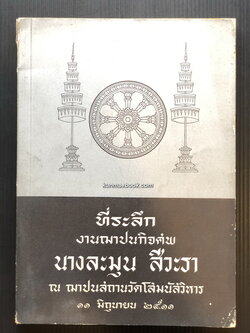 kunmaebook.com
ที่ระลึก
งานฌาปนกิจศพ
นางละมูน สีวะรา
ณ ฌาปนสถานวัดโสมนัสวิหาร
๑๑ มิถุนายน ๒๕๑๑